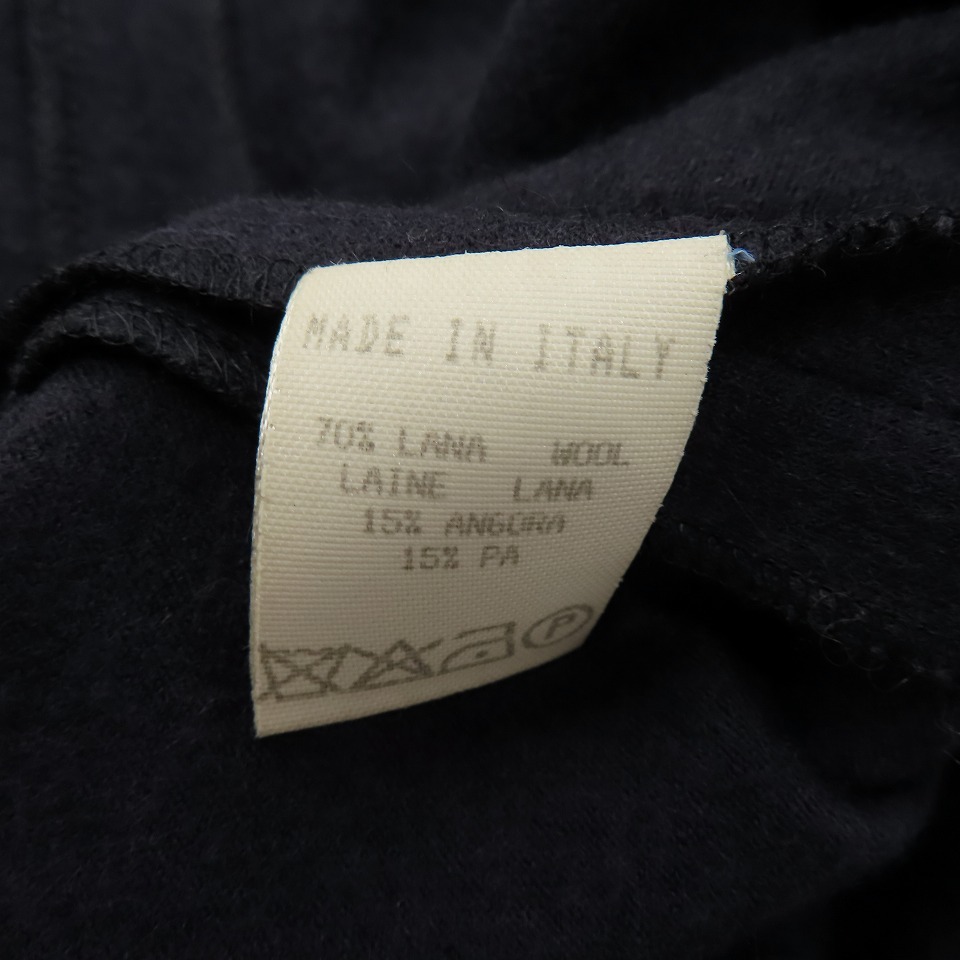 MADE IN ITALY
70% LANA WOOL
LAINE LANA
15% ANGORA
15% PA
P